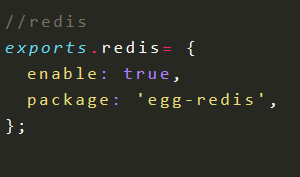 //redis
exports.redis= {
  enable: true,
  package: 'egg-redis',
};